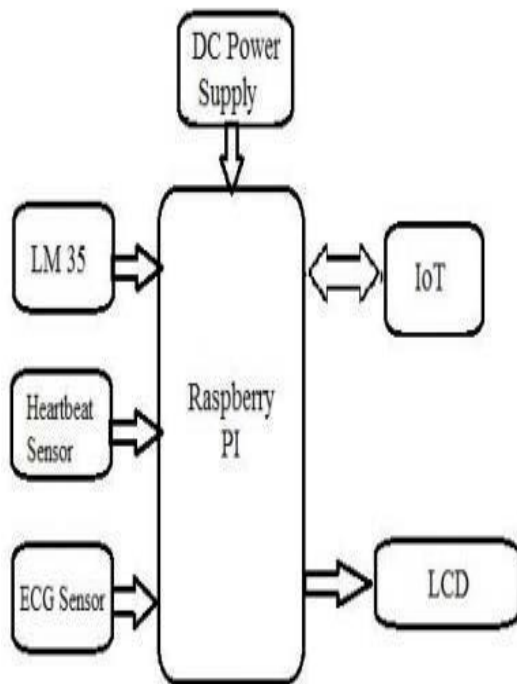 DC Power
Supply
LM 35
IoT
Heartbeat
Sensor
Raspberry
PI
ECG Sensor
LCD